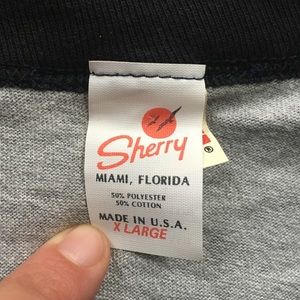 Sherry
MIAMI, FLORIDA
50% POLYESTER
50% COTTON
MADE IN U.S.A.
X LARGE
®